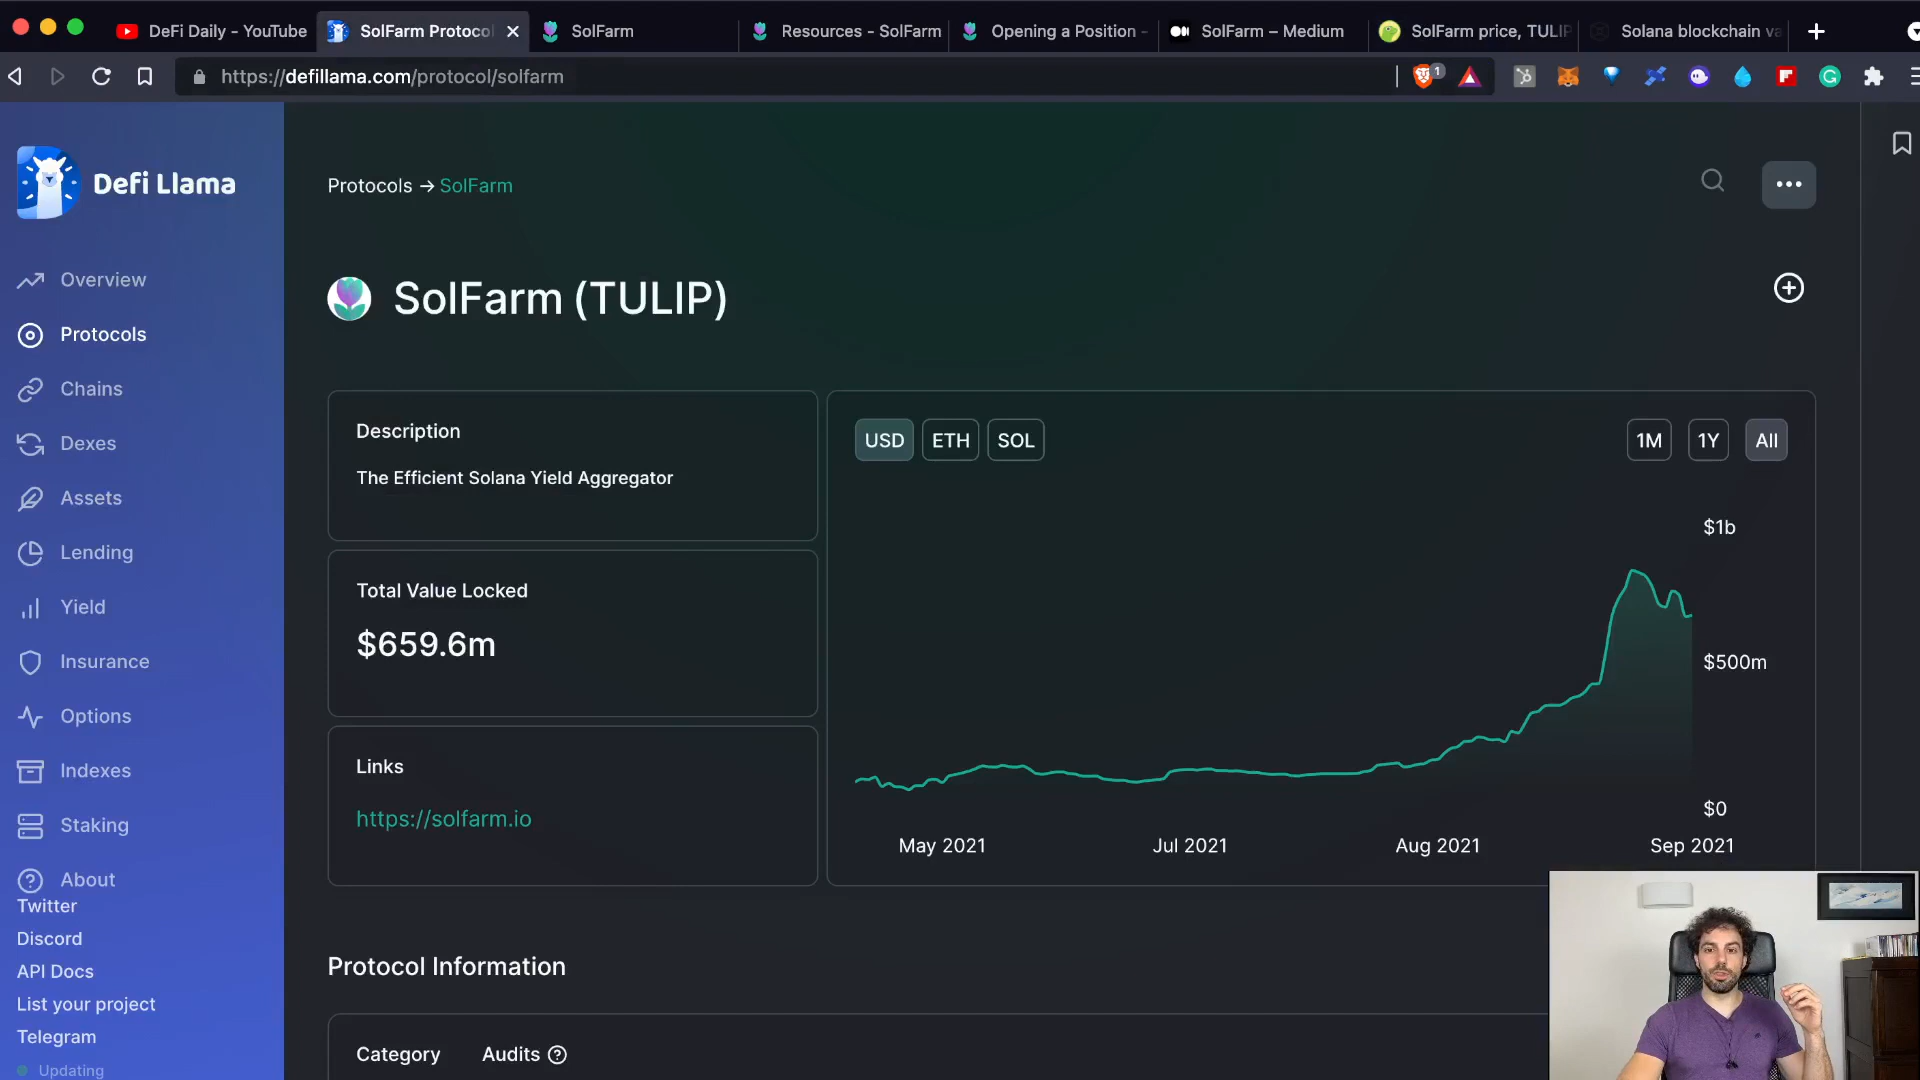 DeFi Daily - YouTube
SolFarm Protoco
SolFarm
Resources - SolFarm
Opening a Position -
SolFarm – Medium
SolFarm price, TULIP
Solana blockchain va
https://defillama.com/protocol/solfarm
1
Defi Llama
Overview
Protocols
Chains
Dexes
Assets
Lending
Yield
Insurance
Options
Indexes
Staking
About
Twitter
Discord
API Docs
List your project
Telegram
Updating
Protocols → SolFarm
SolFarm (TULIP)
Description
The Efficient Solana Yield Aggregator
Total Value Locked
$659.6m
Links
https://solfarm.io
USD ETH SOL
1M 1Y All
$1b
$500m
$0
May 2021 Jul 2021 Aug 2021 Sep 2021
Protocol Information
Category Audits